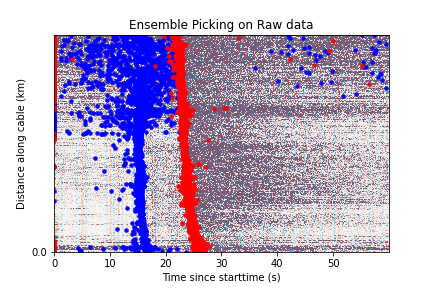 Ensemble Picking on Raw data
Distance along cable (km)
0.0
0 10 20 30 40 50
Time since starttime (s)